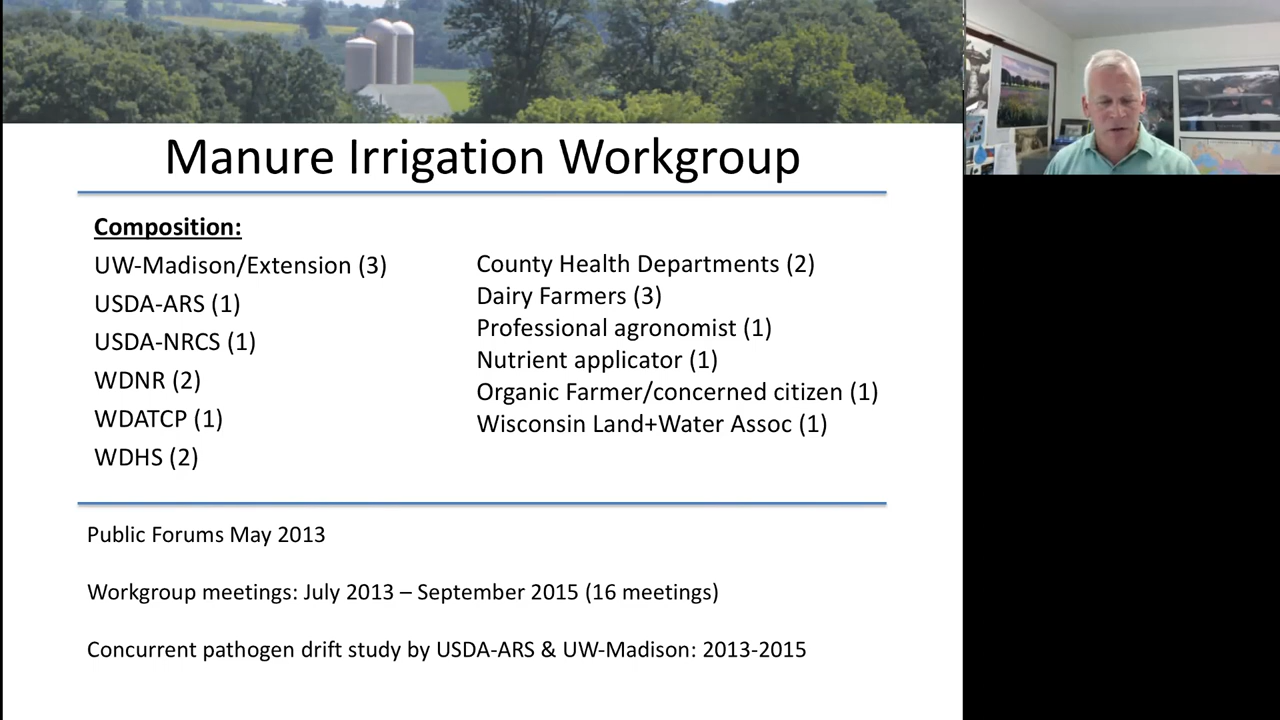 Manure Irrigation Workgroup
Composition:
UW-Madison/Extension (3)
USDA-ARS (1)
USDA-NRCS (1)
WDNR (2)
WDATCP (1)
WDHS (2)
County Health Departments (2)
Dairy Farmers (3)
Professional agronomist (1)
Nutrient applicator (1)
Organic Farmer/concerned citizen (1)
Wisconsin Land+Water Assoc (1)
Public Forums May 2013
Workgroup meetings: July 2013 – September 2015 (16 meetings)
Concurrent pathogen drift study by USDA-ARS & UW-Madison: 2013-2015